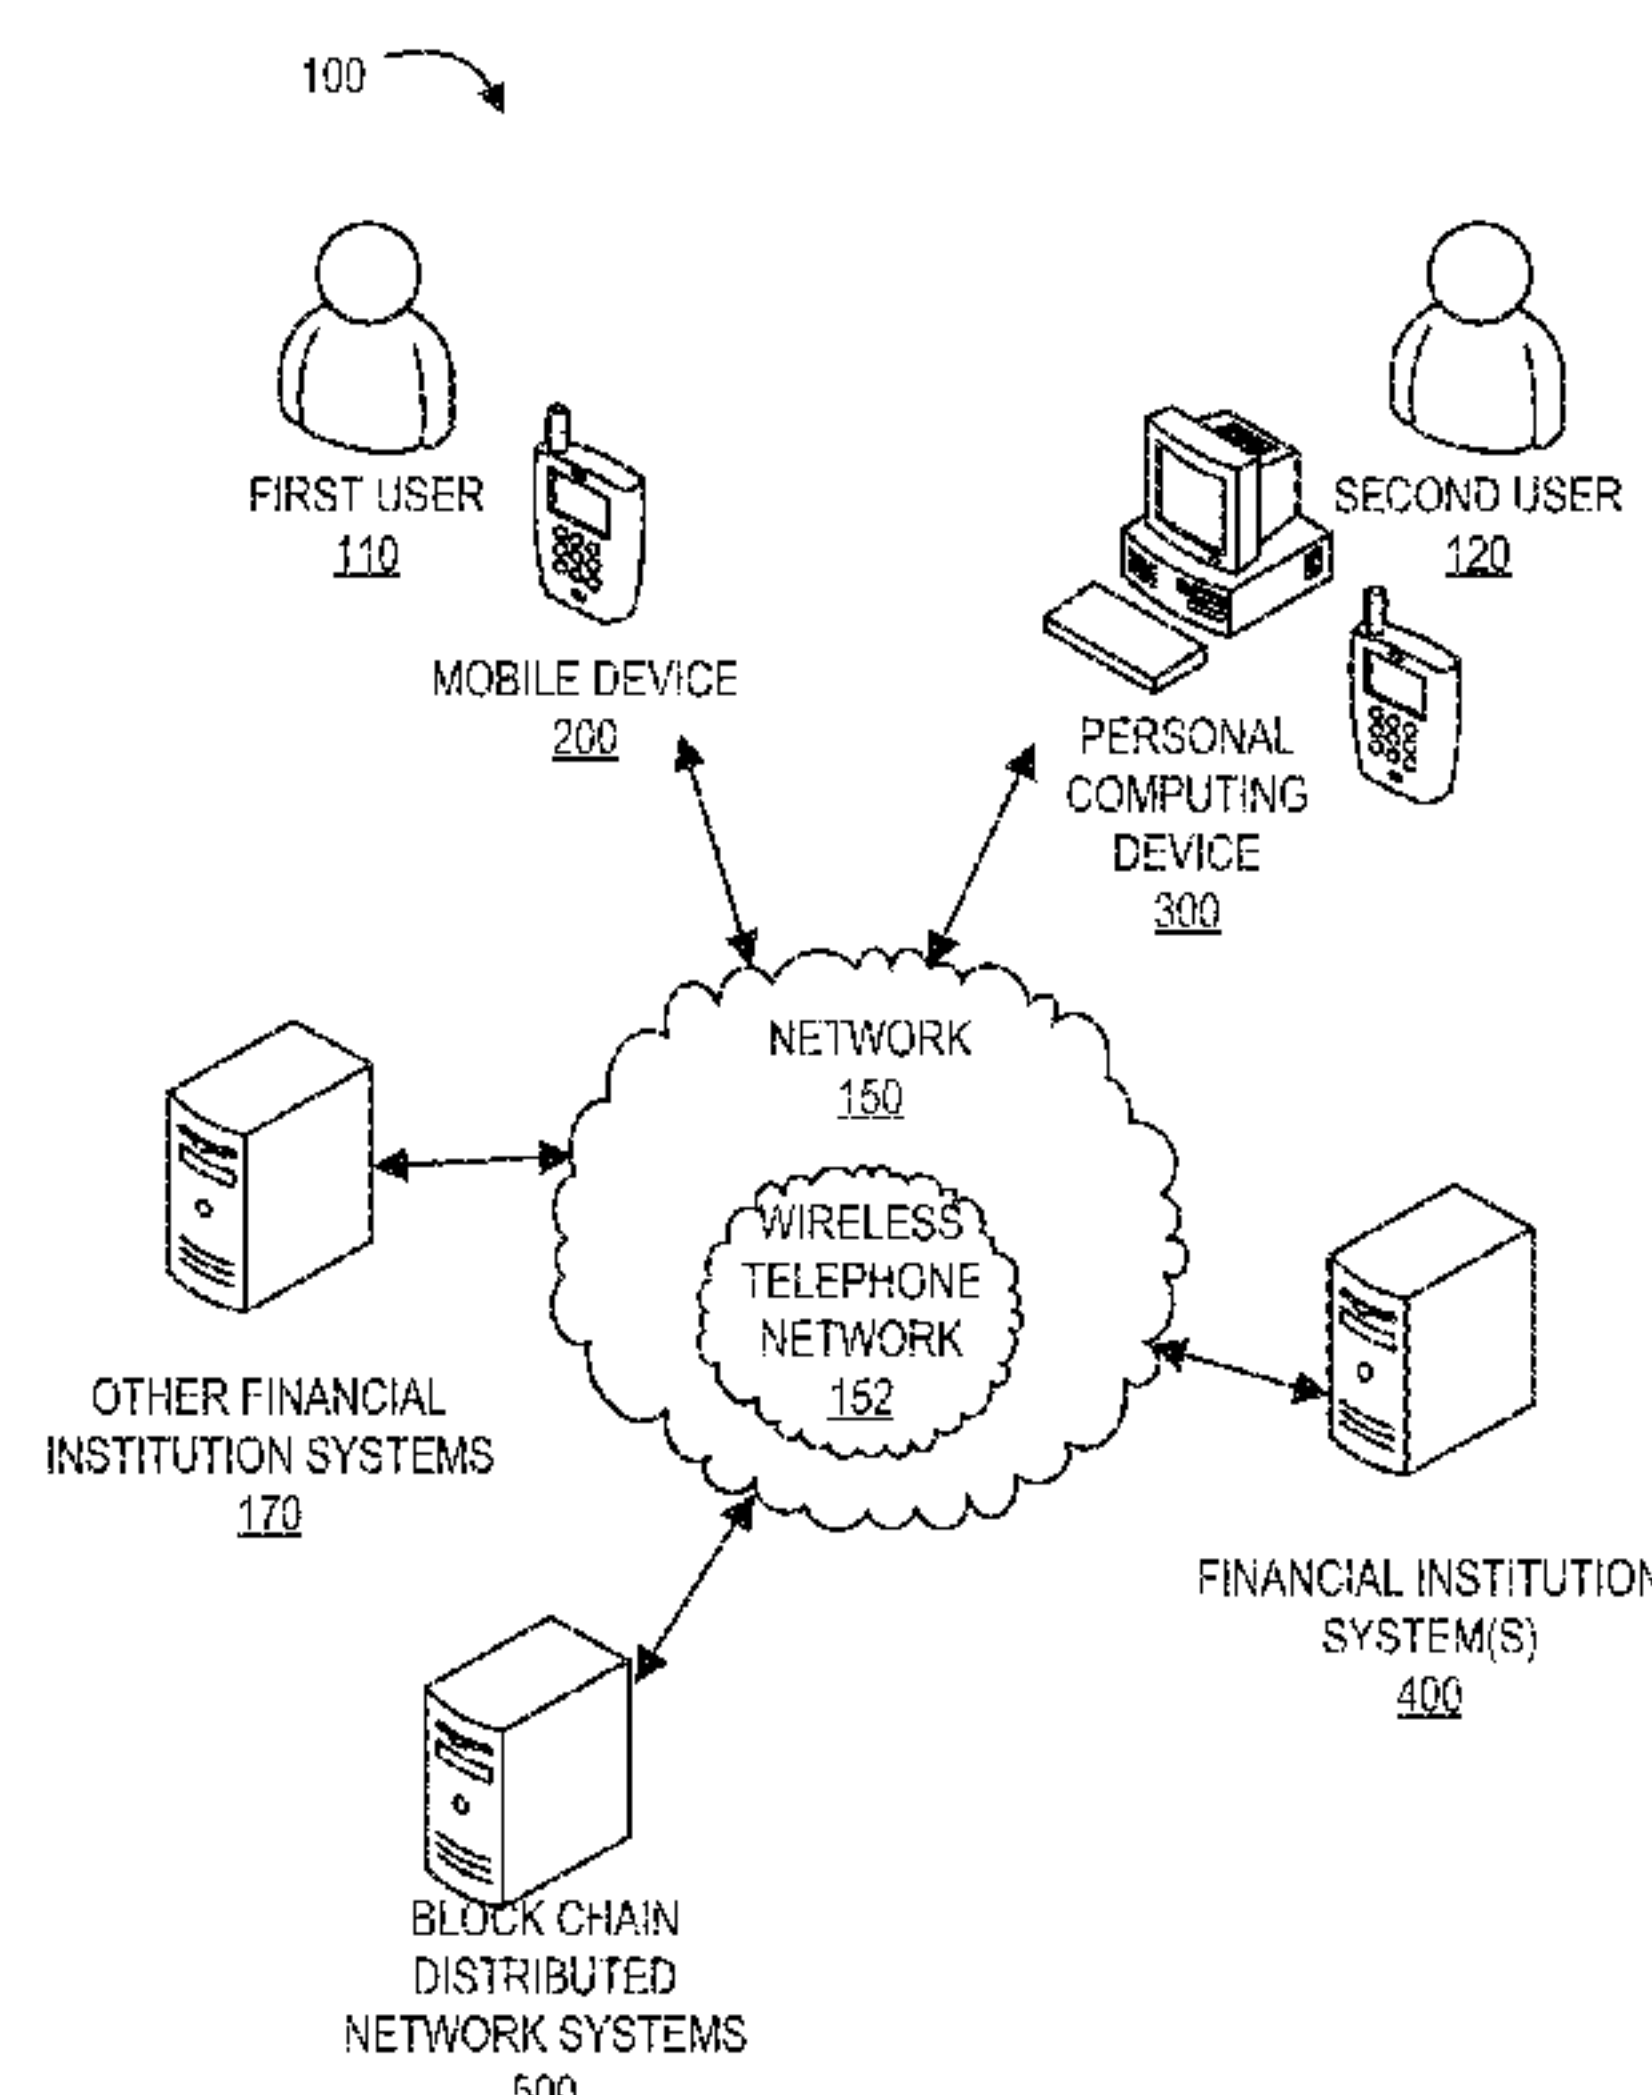 100
FIRST USER
110
SECOND USER
120
MOBILE DEVICE
200
PERSONAL
COMPUTING
DEVICE
300
NETWORK
150
WIRELESS
TELEPHONE
NETWORK
152
OTHER FINANCIAL
INSTITUTION SYSTEMS
170
FINANCIAL INSTITUTION
SYSTEM(S)
400
BLOCK CHAIN
DISTRIBUTED
NETWORK SYSTEMS